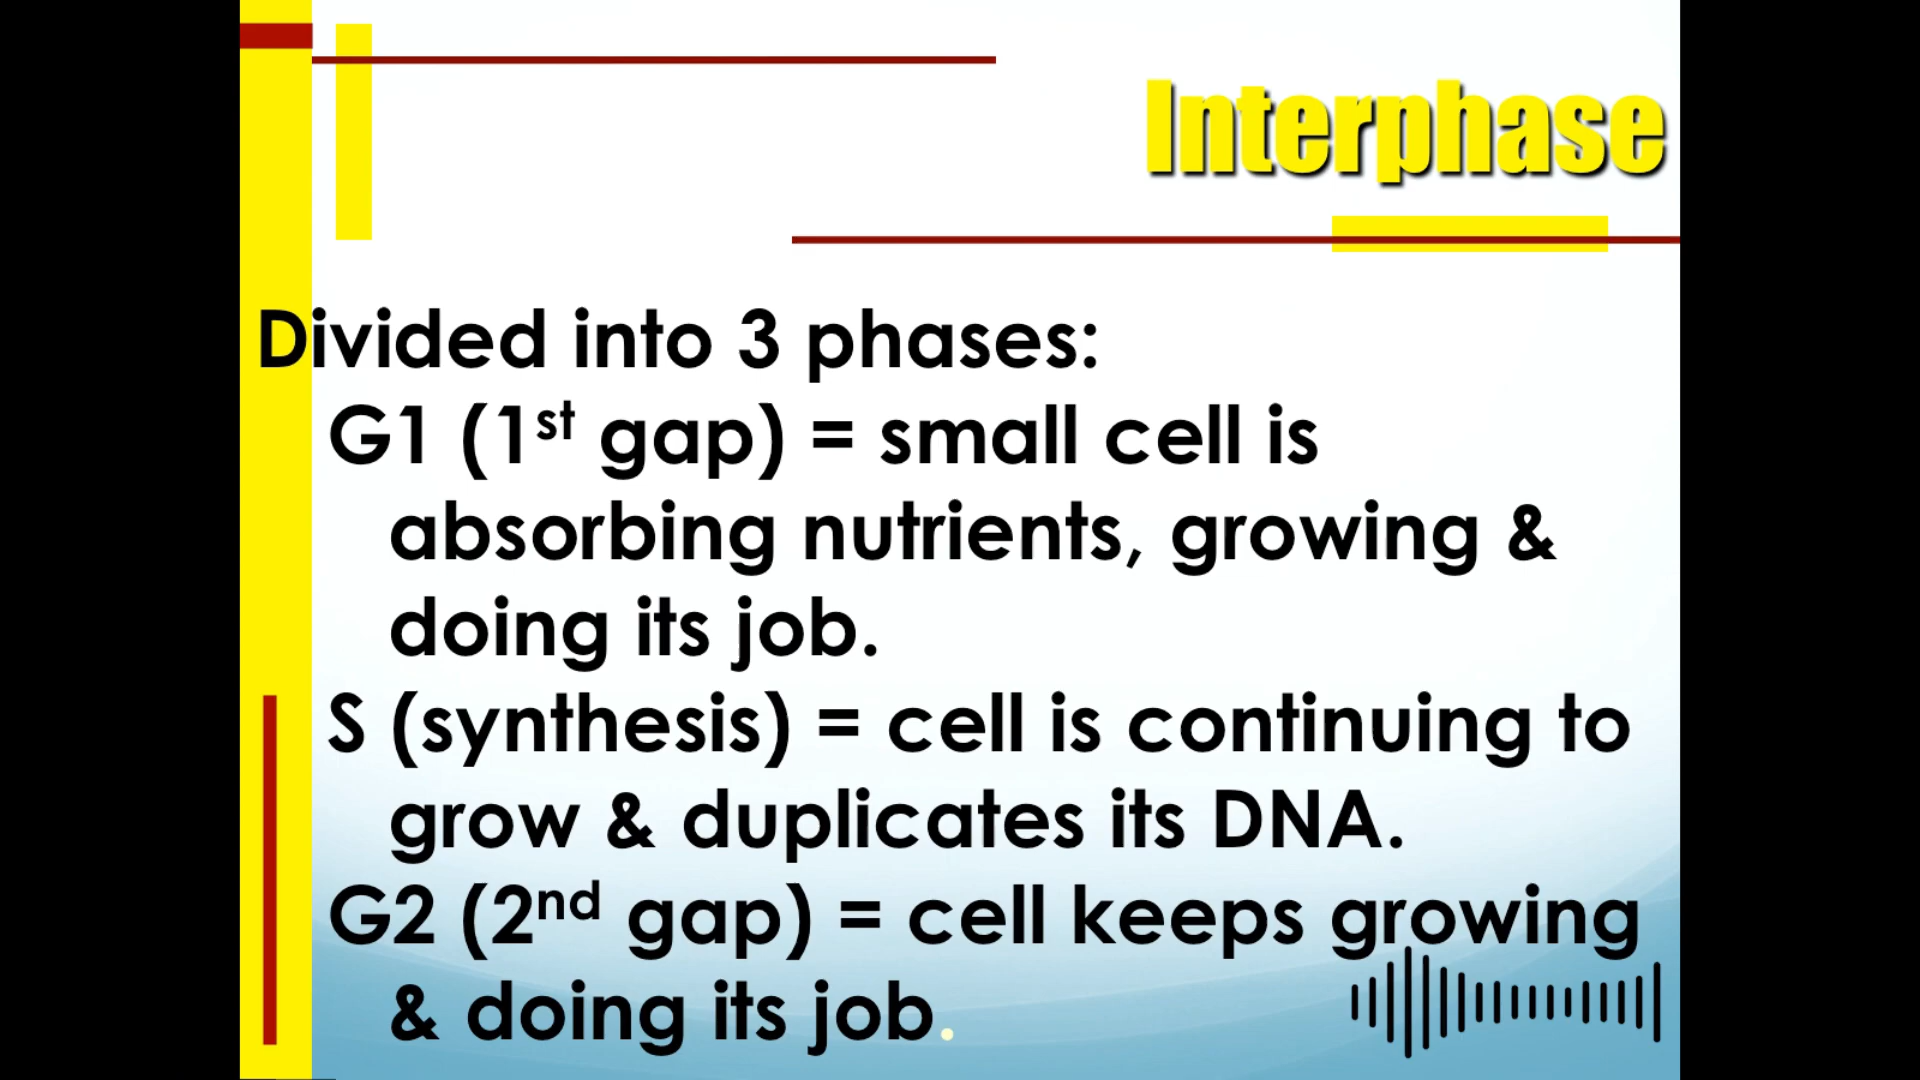 Interphase
Divided into 3 phases:
G1 (1st gap) = small cell is
absorbing nutrients, growing &
doing its job.
S (synthesis) = cell is continuing to
grow & duplicates its DNA.
G2 (2nd gap) = cell keeps growing
& doing its job.